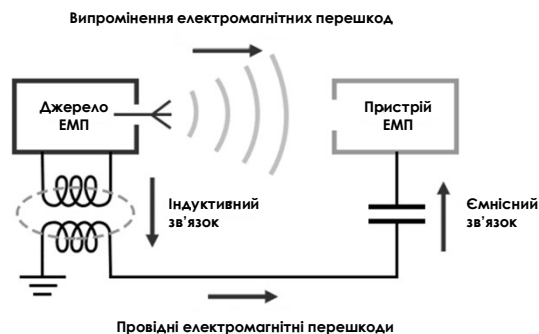 Випромінення електромагнітних перешкод
Джерело
ЕМП
Пристрій
ЕМП
Індуктивний
зв'язок
Ємнісний
зв'язок
Провідні електромагнітні перешкоди